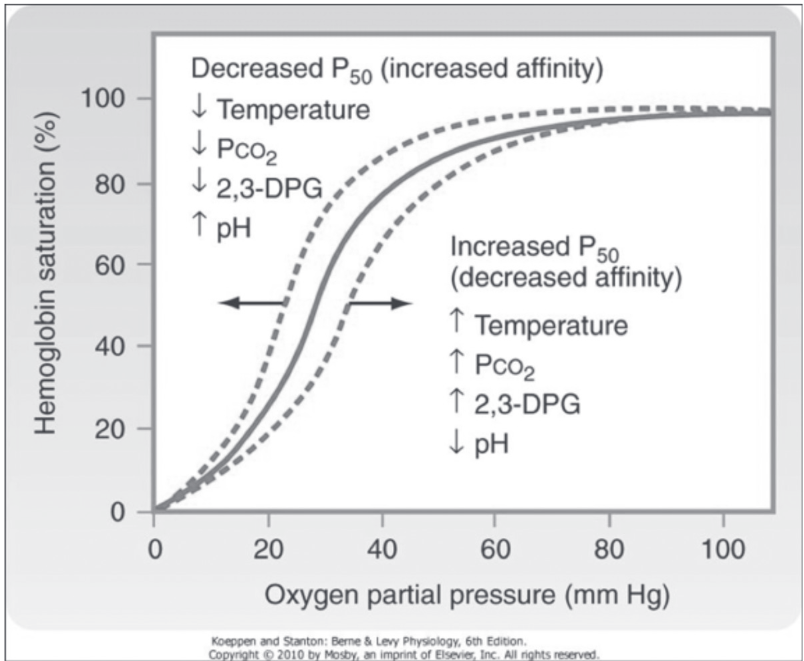 Decreased P50 (increased affinity)
↓ Temperature
↓ PCO2
↓ 2,3-DPG
↑ pH
Increased P50
(decreased affinity)
↑ Temperature
↑ PCO2
↑ 2,3-DPG
↓ pH
Hemoglobin saturation (%)
100
80
60
40
20
0
0 20 40 60 80 100
Oxygen partial pressure (mm Hg)
Koeppen and Stanton: Berne & Levy Physiology, 6th Edition.
Copyright © 2010 by Mosby, an imprint of Elsevier, Inc. All rights reserved.